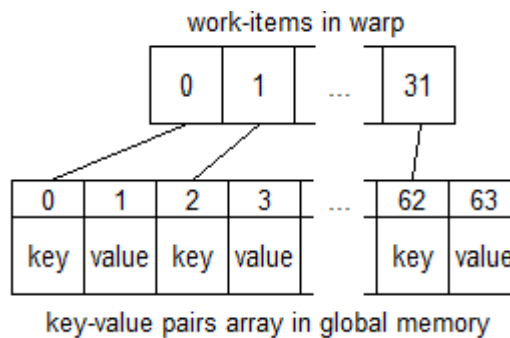 work-items in warp
0 1 ... 31
0 1 2 3 ... 62 63
key value key value key value
key-value pairs array in global memory